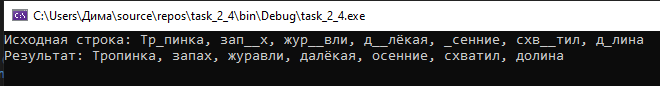 C:\Users\Дима\source\repos\task_2_4\bin\Debug\task_2_4.exe
Исходная строка: Тр_пинка, зап__х, жур__вли, д__лёкая, _сенние, схв__тил, д_лина
Результат: Тропинка, запах, журавли, далёкая, осенние, схватил, долина